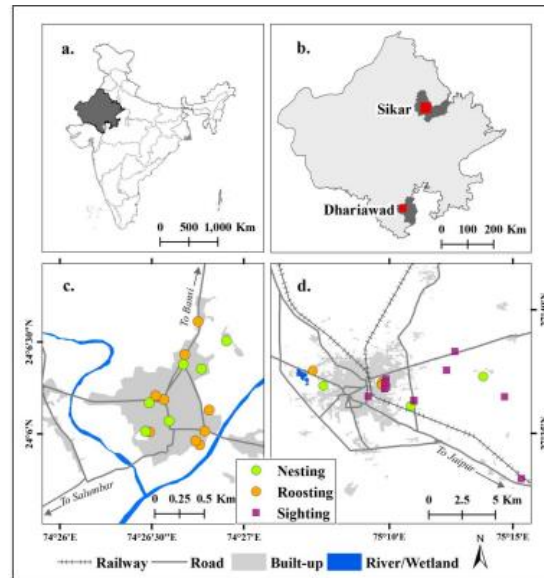 a.
0 500 1,000 Km
b.
Sikar
Dhariawad
0 100 200 Km
c.
To Bansi
24°6'30"N
24°6'N
To Salumbar
0 0.25 0.5 Km
74°26'E 74°26'30"E 74°27'E
d.
To Jaipur
0 2.5 5 Km
75°10'E 75°15'E
Nesting
Roosting
Sighting
Railway Road Built-up River/Wetland N